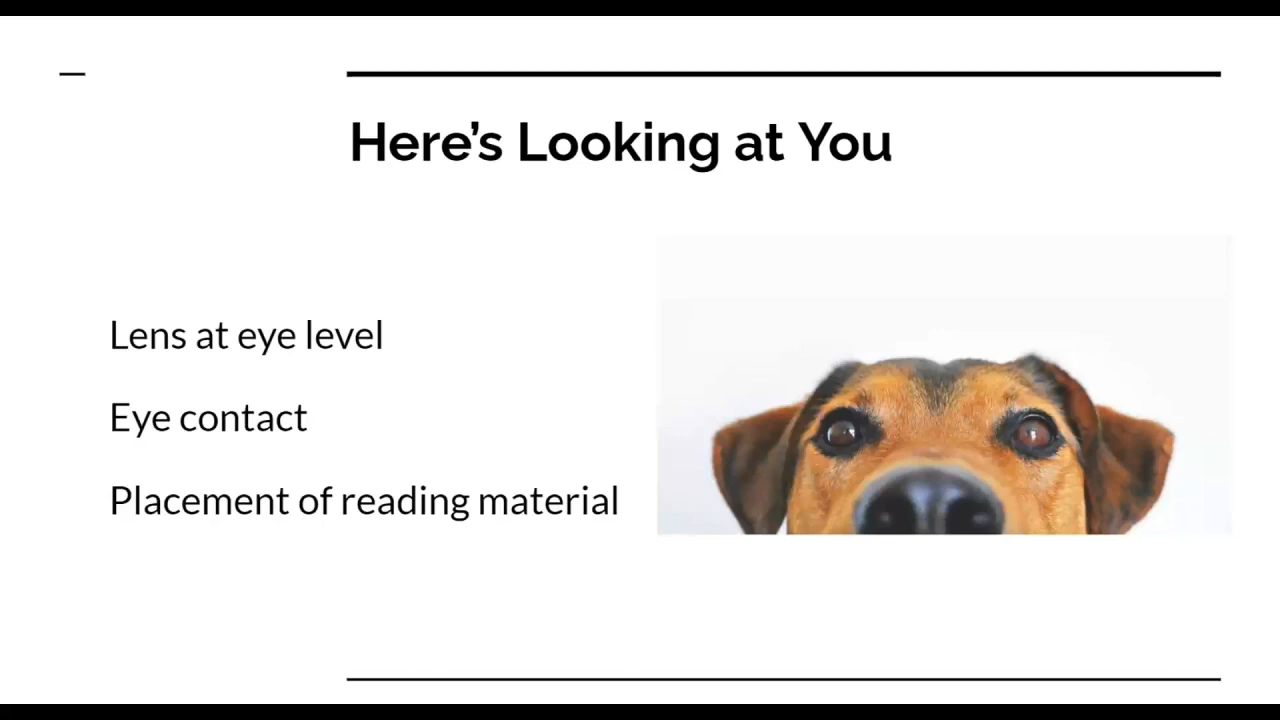 Here’s Looking at You
Lens at eye level
Eye contact
Placement of reading material